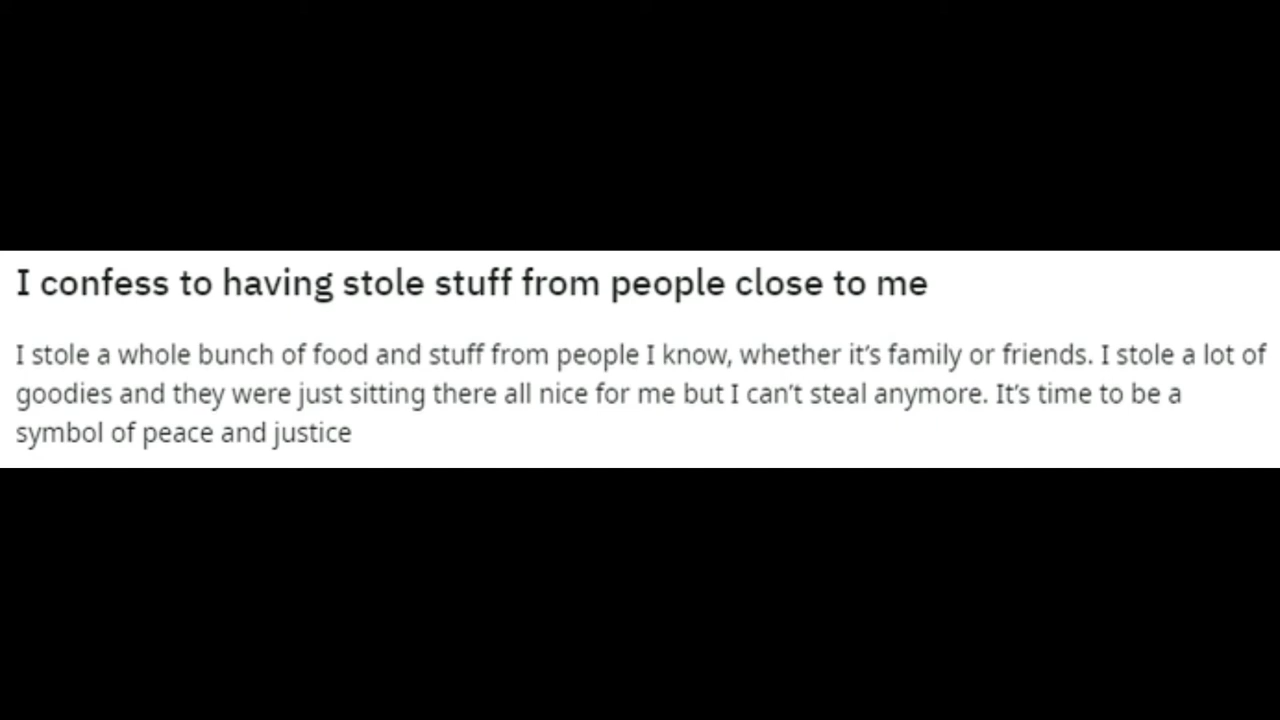 I confess to having stole stuff from people close to me
I stole a whole bunch of food and stuff from people I know, whether it’s family or friends. I stole a lot of
goodies and they were just sitting there all nice for me but I can’t steal anymore. It’s time to be a
symbol of peace and justice